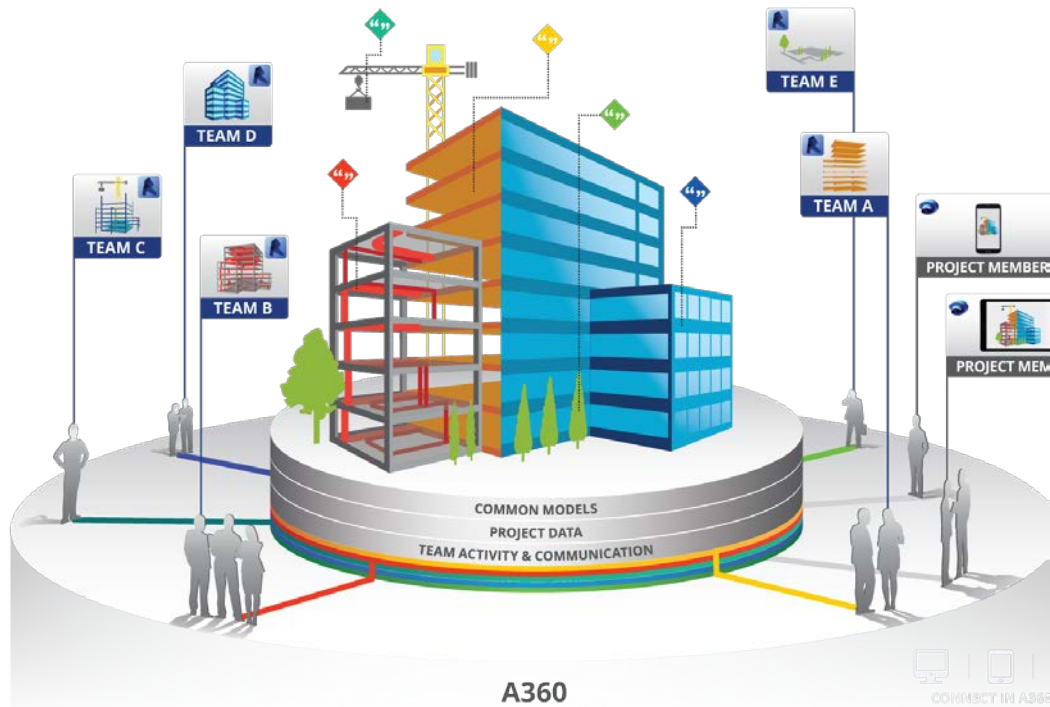 TEAM E
TEAM D
TEAM A
TEAM C
PROJECT MEMBER
TEAM B
PROJECT MEM
COMMON MODELS
PROJECT DATA
TEAM ACTIVITY & COMMUNICATION
A360
CONNECT IN A360